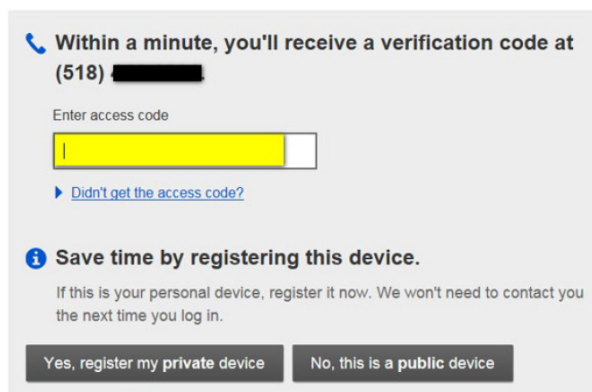 Within a minute, you'll receive a verification code at
(518)
Enter access code
Didn't get the access code?
Save time by registering this device.
If this is your personal device, register it now. We won't need to contact you
the next time you log in.
Yes, register my private device
No, this is a public device